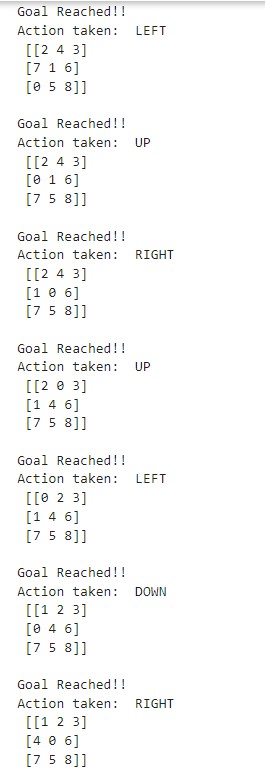 Goal Reached!!
Action taken:  LEFT
 [[2 4 3]
 [7 1 6]
 [0 5 8]]
Goal Reached!!
Action taken:  UP
 [[2 4 3]
 [0 1 6]
 [7 5 8]]
Goal Reached!!
Action taken:  RIGHT
 [[2 4 3]
 [1 0 6]
 [7 5 8]]
Goal Reached!!
Action taken:  UP
 [[2 0 3]
 [1 4 6]
 [7 5 8]]
Goal Reached!!
Action taken:  LEFT
 [[0 2 3]
 [1 4 6]
 [7 5 8]]
Goal Reached!!
Action taken:  DOWN
 [[1 2 3]
 [0 4 6]
 [7 5 8]]
Goal Reached!!
Action taken:  RIGHT
 [[1 2 3]
 [4 0 6]
 [7 5 8]]